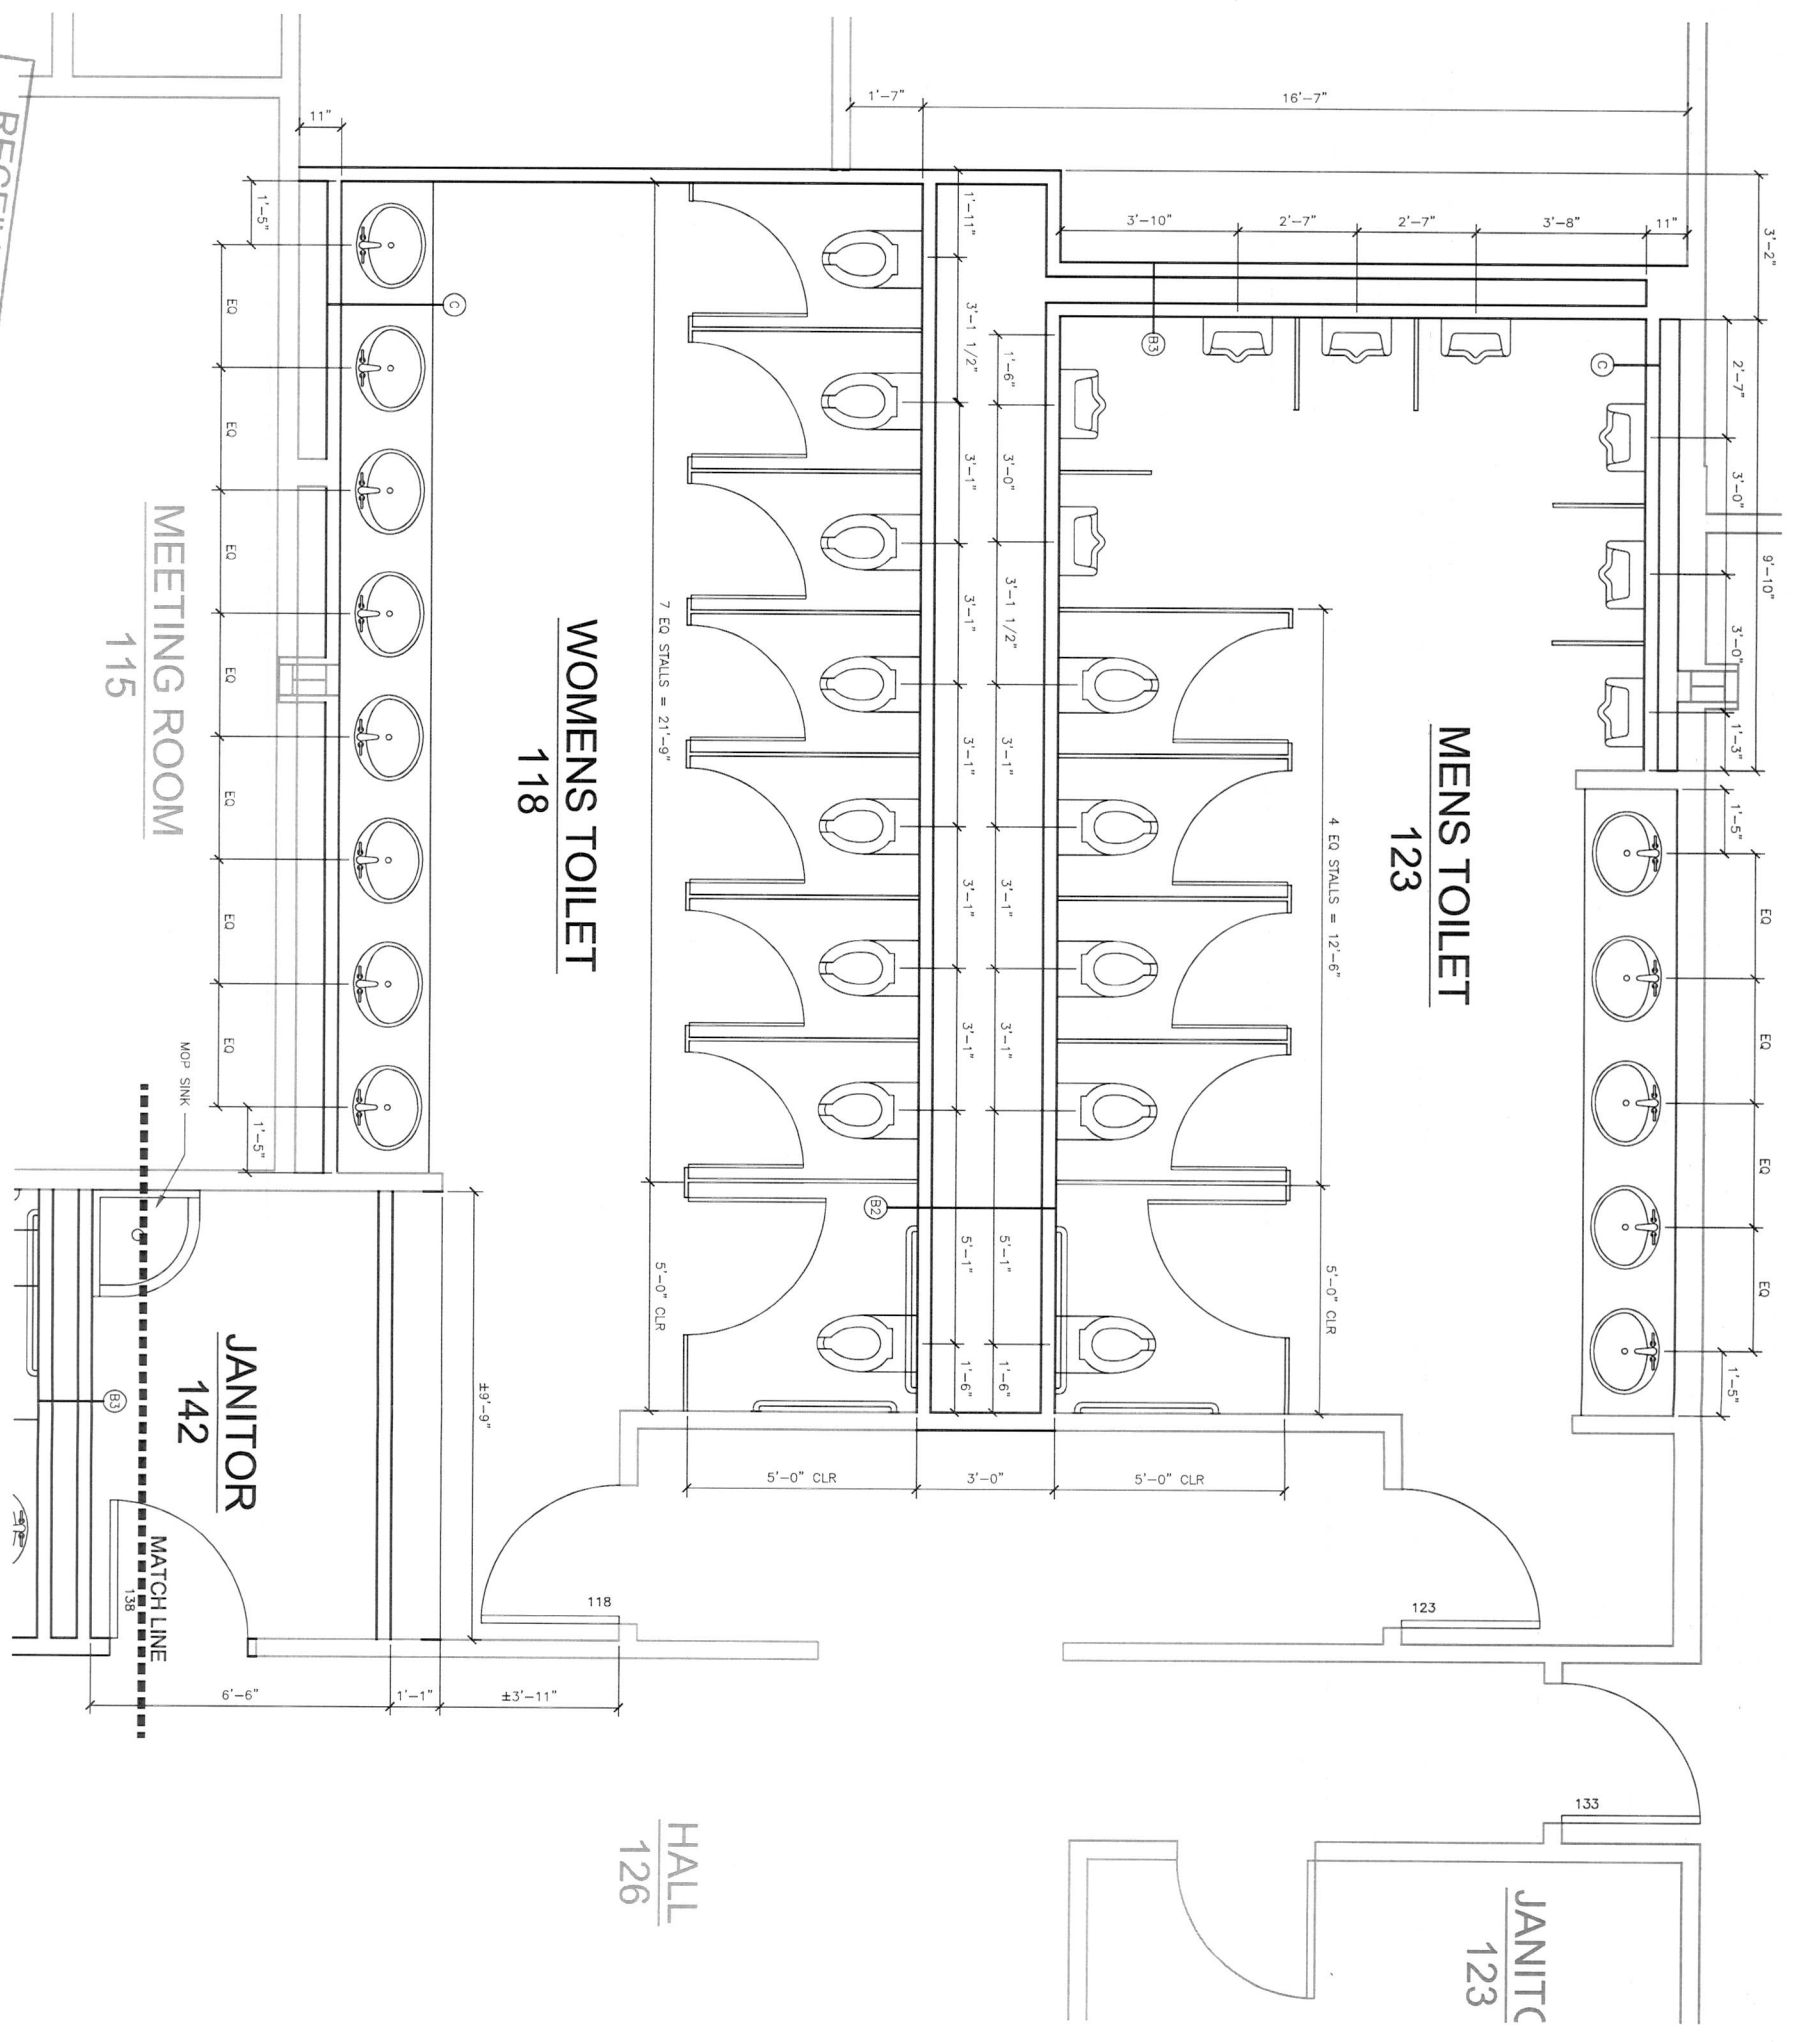 1'-7"
16'-7"
11"
3'-10"
2'-7"
2'-7"
3'-8"
11"
3'-2"
1'-5"
EQ
EQ
EQ
EQ
EQ
EQ
EQ
1'-5"
C
MEETING ROOM
115
WOMENS TOILET
118
7 EQ STALLS = 21'-9"
5'-0" CLR
1'-11"
3'-1 1/2"
3'-1"
3'-1"
3'-1"
3'-1"
3'-1"
5'-1"
1'-6"
1'-6"
3'-0"
3'-1 1/2"
3'-1"
3'-1"
3'-1"
5'-1"
1'-6"
B3
C
B2
MENS TOILET
123
4 EQ STALLS = 12'-6"
5'-0" CLR
2'-7"
3'-0"
3'-0"
1'-3"
9'-10"
1'-5"
EQ
EQ
EQ
EQ
1'-5"
MOP SINK
JANITOR
142
B3
MATCH LINE
138
±9'-9"
5'-0" CLR
3'-0"
5'-0" CLR
118
123
6'-6"
1'-1"
±3'-11"
133
HALL
126
JANITO
123